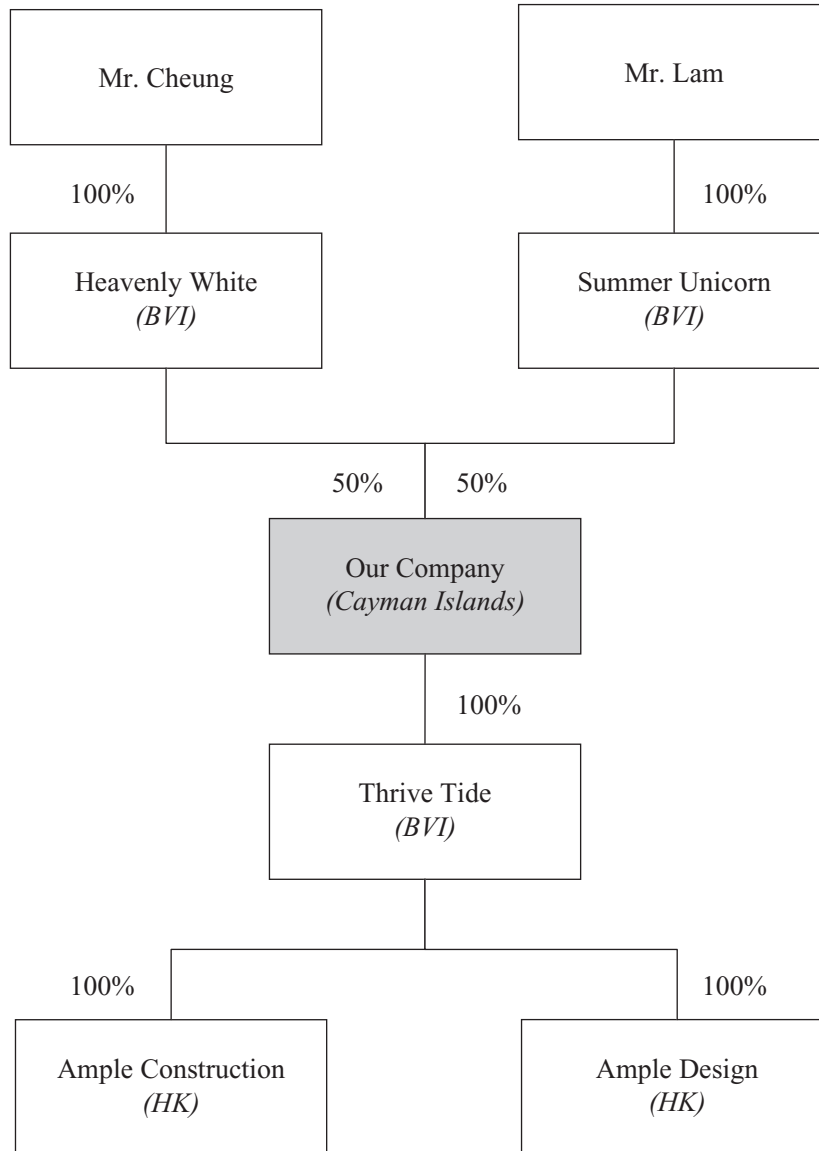 Mr. Cheung
Mr. Lam
100%
100%
Heavenly White
(BVI)
Summer Unicorn
(BVI)
50%
50%
Our Company
(Cayman Islands)
100%
Thrive Tide
(BVI)
100%
100%
Ample Construction
(HK)
Ample Design
(HK)